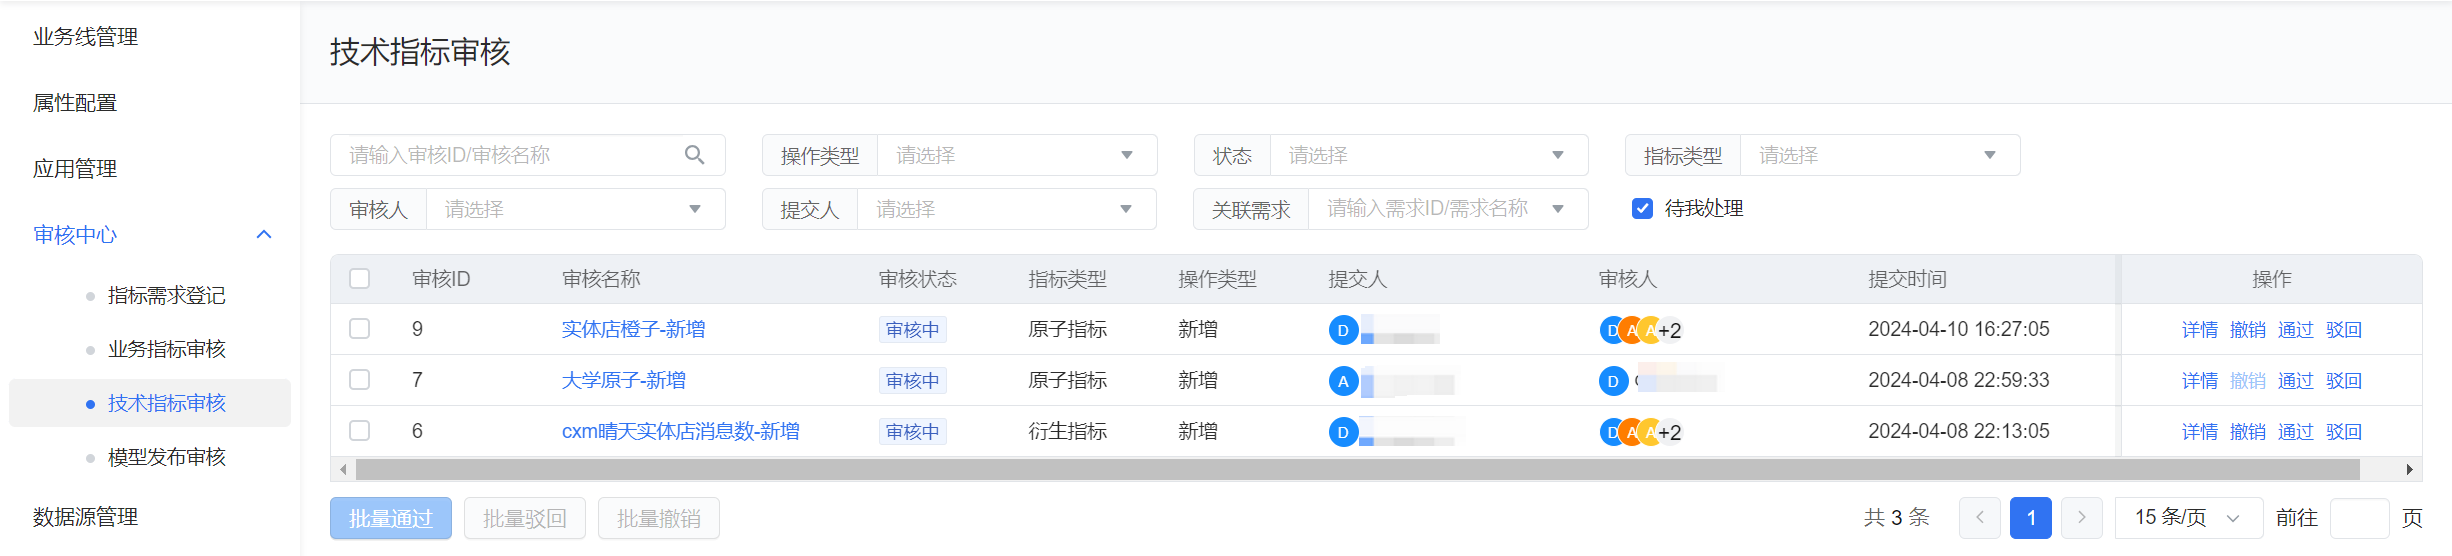 业务线管理
属性配置
应用管理
审核中心
指标需求登记
业务指标审核
技术指标审核
模型发布审核
数据源管理
技术指标审核
请输入审核ID/审核名称 操作类型 请选择 状态 请选择 指标类型 请选择
审核人 请选择 提交人 请选择 关联需求 请输入需求ID/需求名称 待我处理
审核ID 审核名称 审核状态 指标类型 操作类型 提交人 审核人 提交时间 操作
9 实体店橙子-新增 审核中 原子指标 新增 D D A A +2 2024-04-10 16:27:05 详情 撤销 通过 驳回
7 大学原子-新增 审核中 原子指标 新增 A D 2024-04-08 22:59:33 详情 撤销 通过 驳回
6 cxm晴天实体店消息数-新增 审核中 衍生指标 新增 D D A A +2 2024-04-08 22:13:05 详情 撤销 通过 驳回
批量通过 批量驳回 批量撤销 共 3 条 1 15 条/页 前往 页